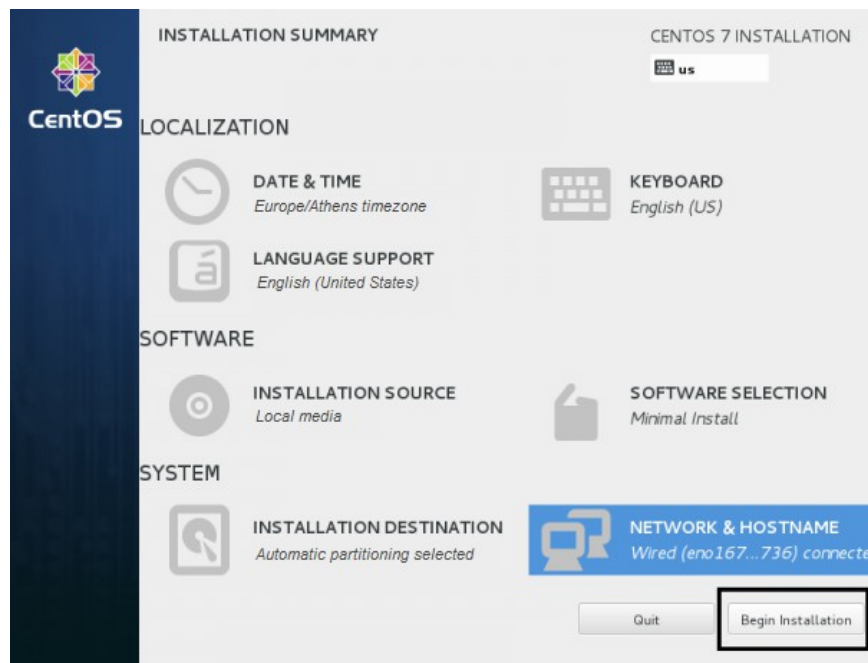 INSTALLATION SUMMARY
CENTOS 7 INSTALLATION
us
CentOS
LOCALIZATION
DATE & TIME
Europe/Athens timezone
KEYBOARD
English (US)
LANGUAGE SUPPORT
English (United States)
SOFTWARE
INSTALLATION SOURCE
Local media
SOFTWARE SELECTION
Minimal Install
SYSTEM
INSTALLATION DESTINATION
Automatic partitioning selected
NETWORK & HOSTNAME
Wired (eno167...736) connecte
Quit
Begin Installation